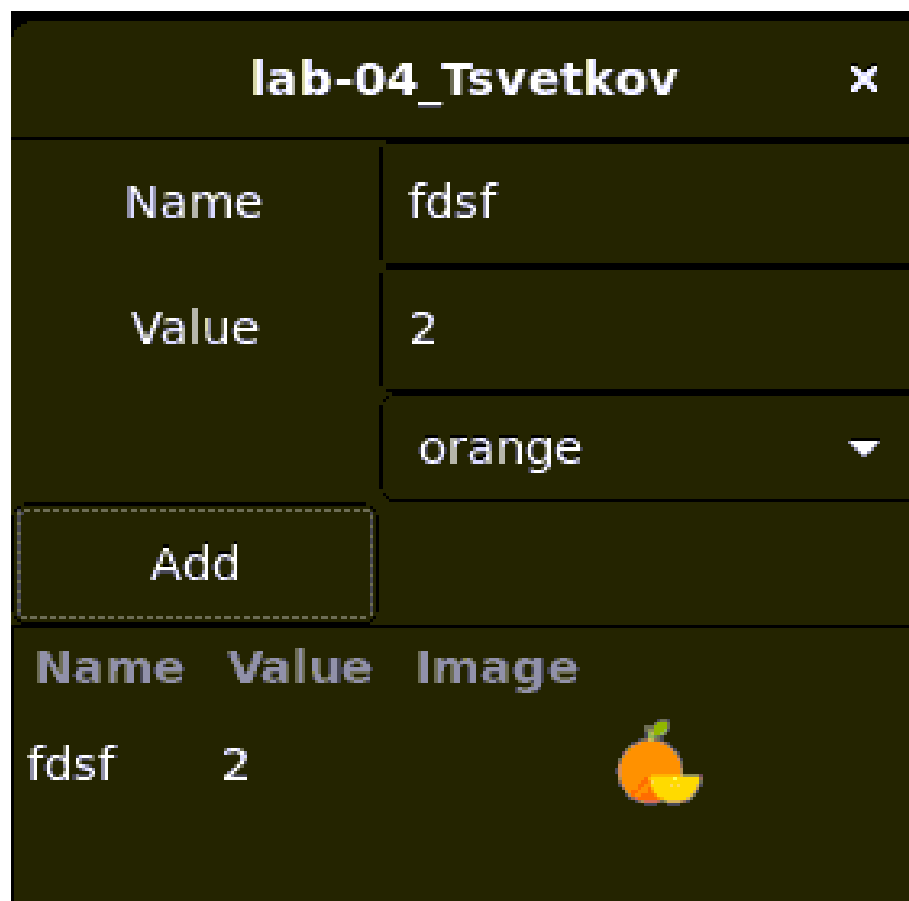 lab-04_Tsvetkov
Name fdsf
Value 2
orange
Add
Name Value Image
fdsf 2